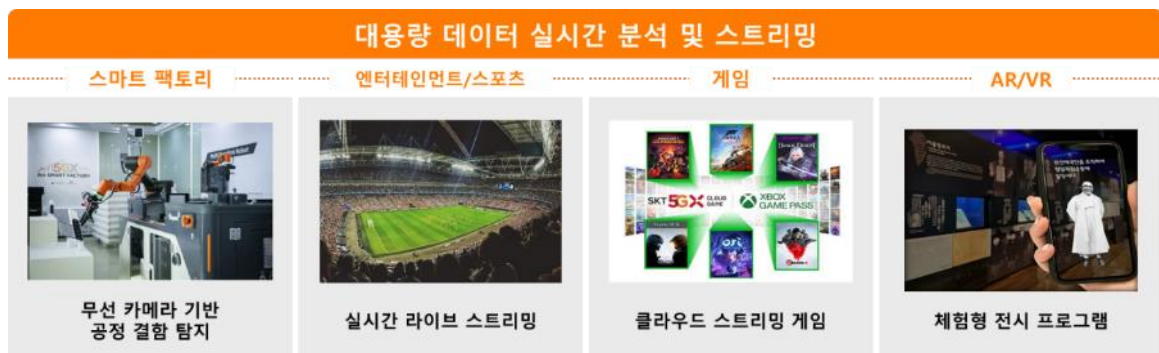 대용량 데이터 실시간 분석 및 스트리밍
스마트 팩토리
엔터테인먼트/스포츠
게임
AR/VR
5GX
SKT 5GX CLOUD GAME
XBOX GAME PASS
ori
무선 카메라 기반
공정 결함 탐지
실시간 라이브 스트리밍
클라우드 스트리밍 게임
체험형 전시 프로그램